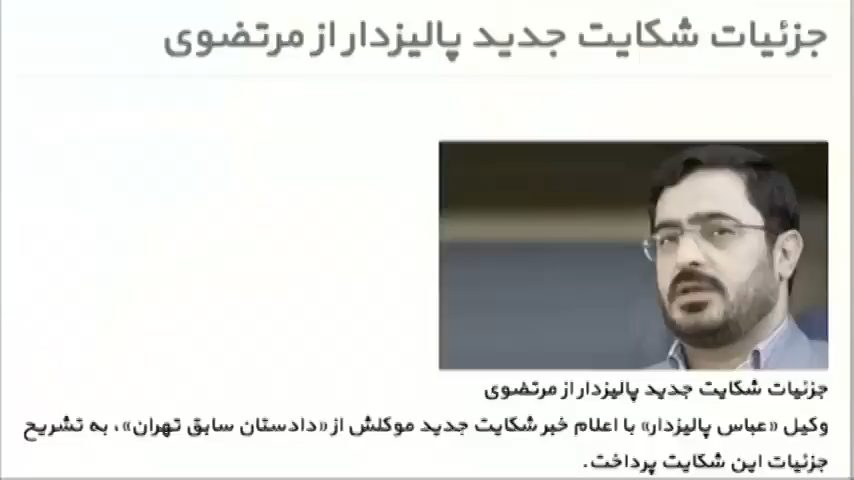 جزئیات شکایت جدید پالیزدار از مرتضوی
جزئیات شکایت جدید پالیزدار از مرتضوی
وکیل «عباس پالیزدار» با اعلام خبر شکایت جدید موکلش از «دادستان سابق تهران»، به تشریح
جزئیات این شکایت پرداخت.